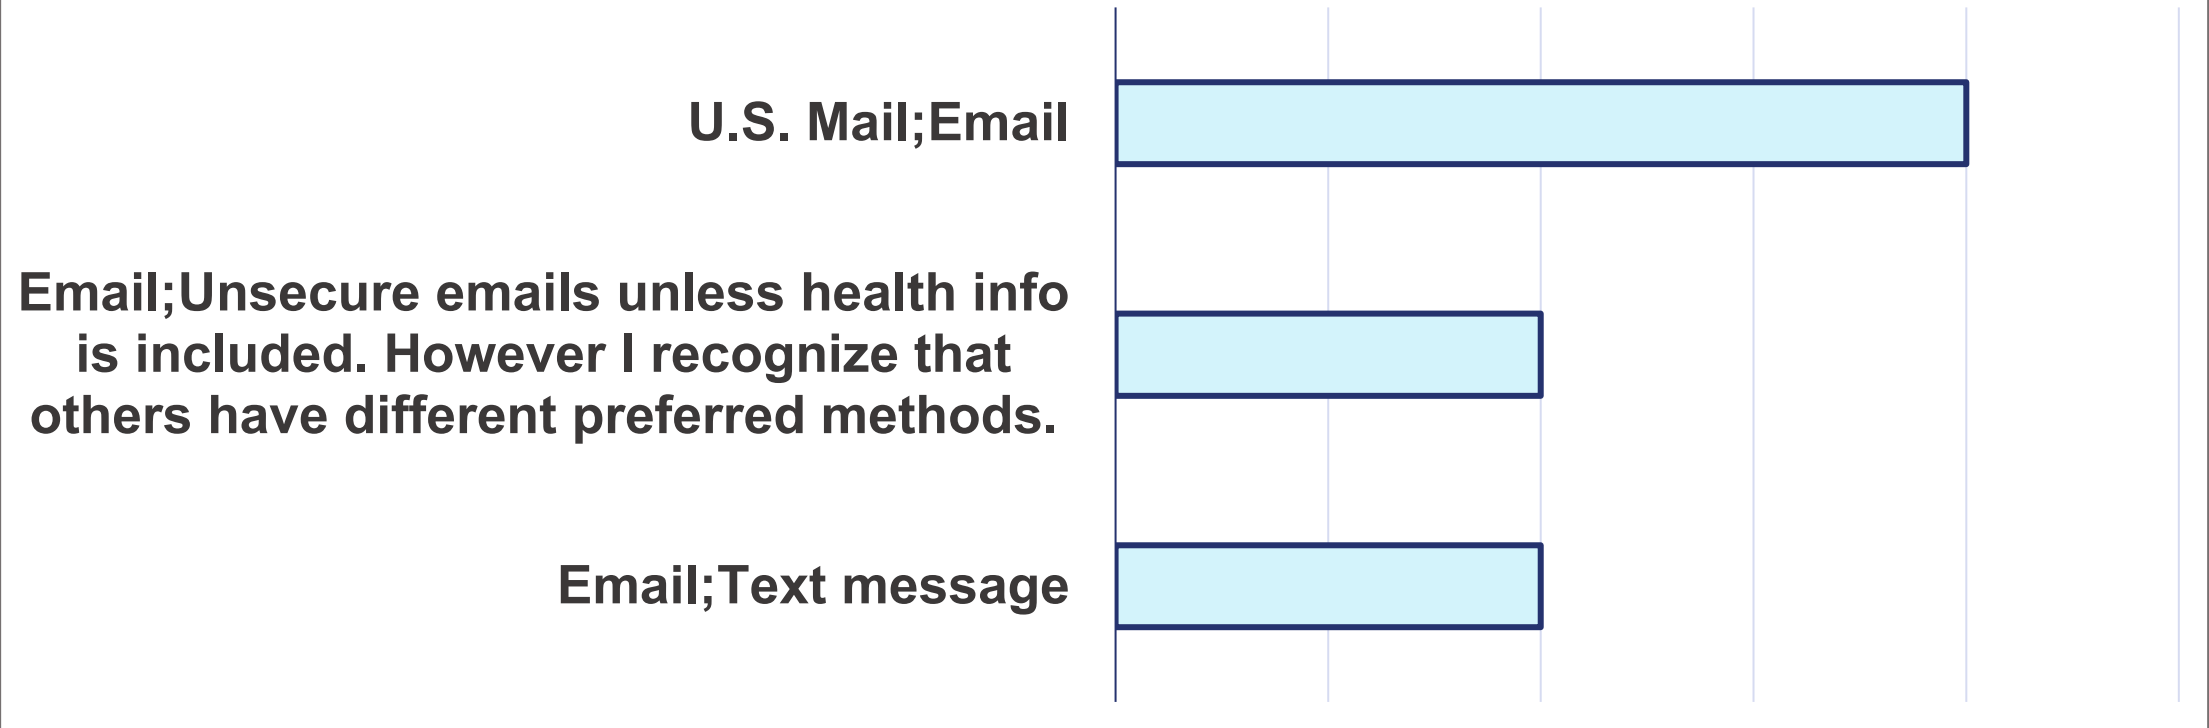 U.S. Mail;Email
Email;Unsecure emails unless health info
is included. However I recognize that
others have different preferred methods.
Email;Text message